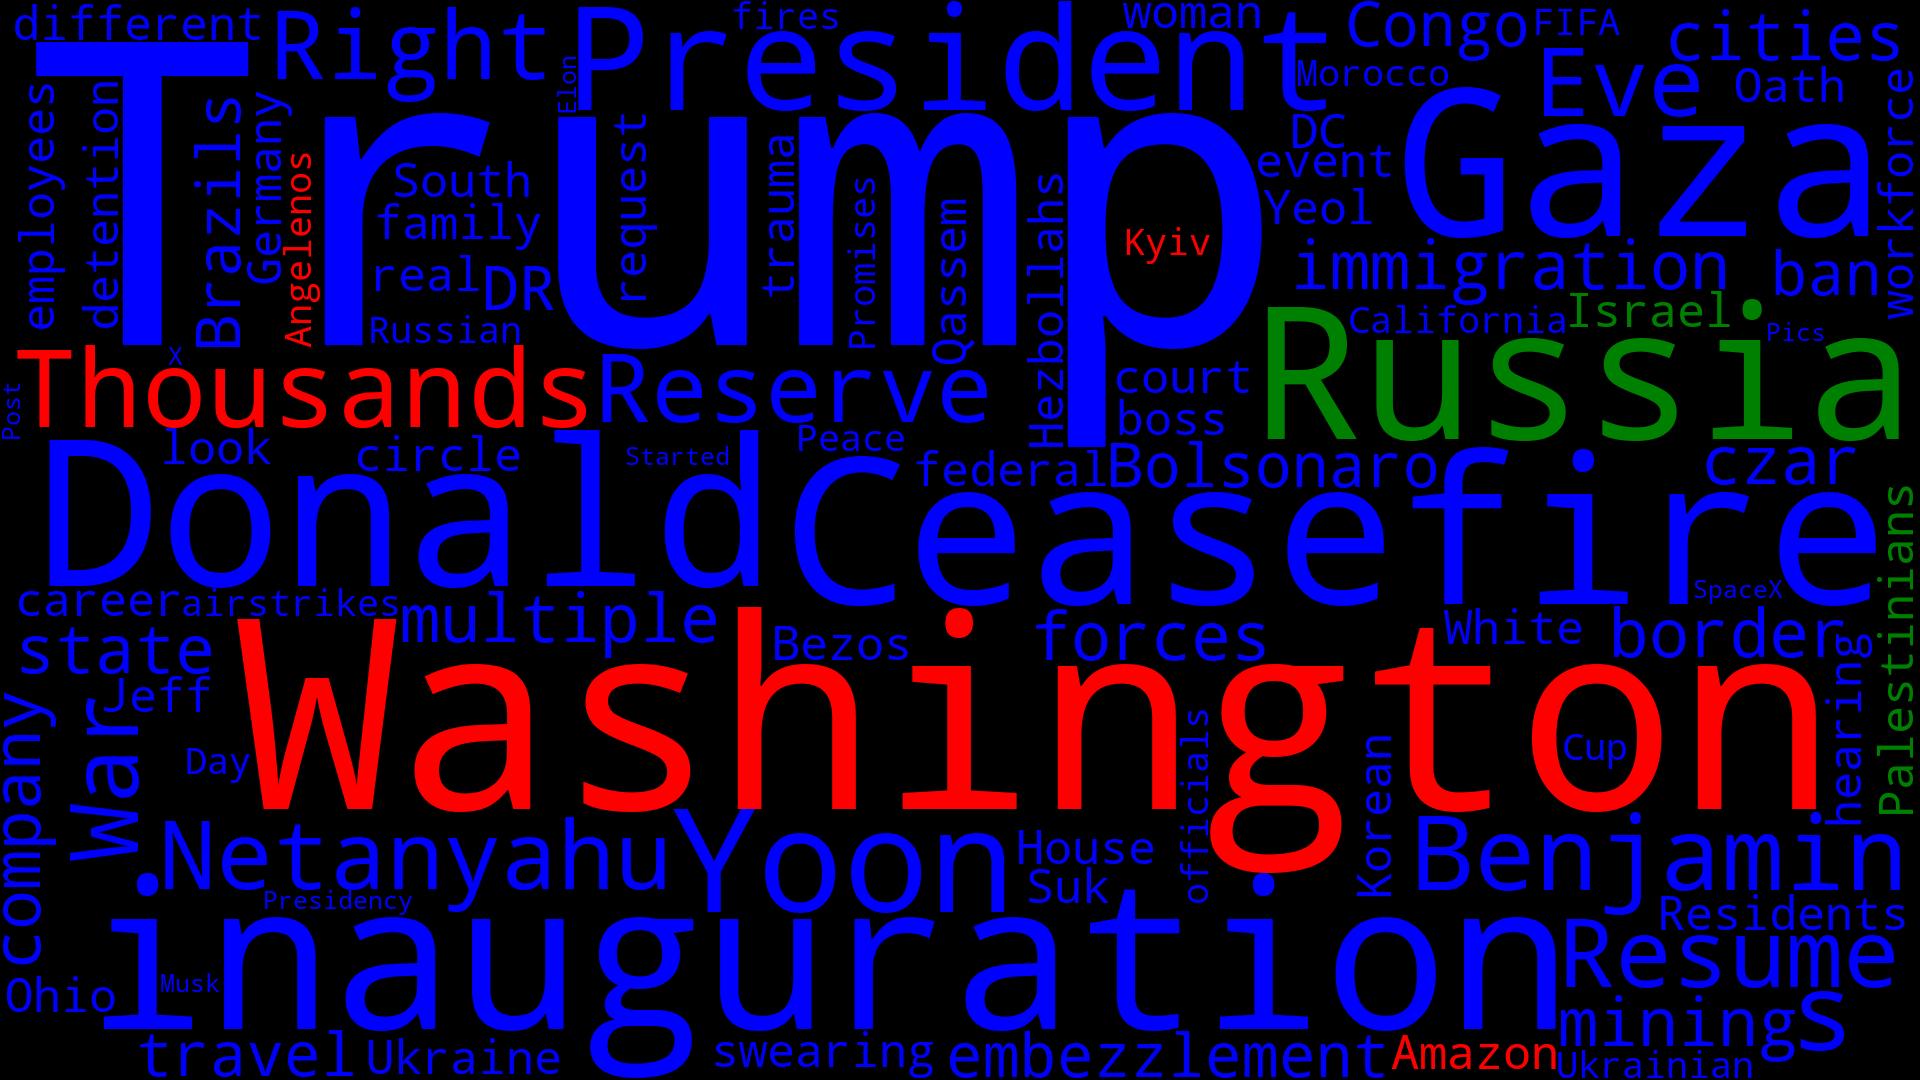 different
Right
President
fires
woman
Congo
FIFA
cities
Trump
Elon
Morocco
Eve
Oath
employees
detention
Brazils
Germany
Angelenos
South
family
real
DR
Russian
request
trauma
Promises
Qassem
Hezbollahs
Kyiv
DC
event
Yeol
Gaza
workforce
immigration
ban
Russia
California
Israel
Pics
X
Post
Thousands
Reserve
court
boss
look
circle
Started
Peace
federal
Bolsonaro
czar
Donald
Ceasefire
Palestinians
SpaceX
career
airstrikes
multiple
state
Bezos
forces
White
border
Jeff
Washington
hearing
company
War
Day
officials
Korean
Cup
Netanyahu
Yoon
House
Suk
Benjamin
Presidency
Residents
inauguration
Resume
Ohio
Musk
mining
s
travel
Ukraine
swearing
embezzlement
Amazon
Ukrainian